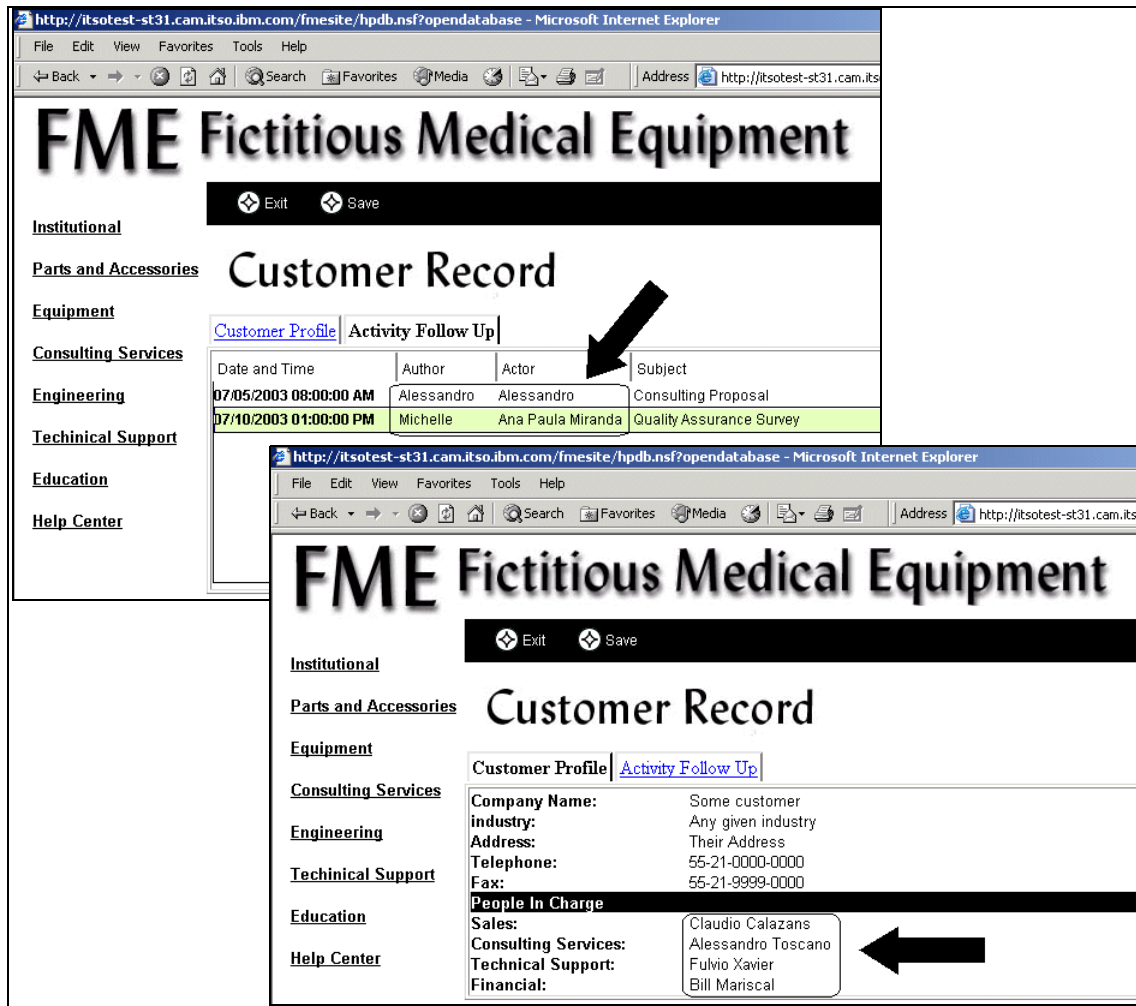 http://itsotest-st31.cam.itso.ibm.com/fmesite/hpdb.nsf?opendatabase - Microsoft Internet Explorer
File Edit View Favorites Tools Help
Back Search Favorites Media Address http://itsotest-st31.cam.itso
FME Fictitious Medical Equipment
Exit Save
Institutional
Parts and Accessories
Equipment
Consulting Services
Engineering
Techinical Support
Education
Help Center
Customer Record
Customer Profile Activity Follow Up
Date and Time Author Actor Subject
07/05/2003 08:00:00 AM Alessandro Alessandro Consulting Proposal
07/10/2003 01:00:00 PM Michelle Ana Paula Miranda Quality Assurance Survey
http://itsotest-st31.cam.itso.ibm.com/fmesite/hpdb.nsf?opendatabase - Microsoft Internet Explorer
File Edit View Favorites Tools Help
Back Search Favorites Media Address http://itsotest-st31.cam.its
FME Fictitious Medical Equipment
Exit Save
Institutional
Parts and Accessories
Equipment
Consulting Services
Engineering
Techinical Support
Education
Help Center
Customer Record
Customer Profile Activity Follow Up
Company Name: Some customer
industry: Any given industry
Address: Their Address
Telephone: 55-21-0000-0000
Fax: 55-21-9999-0000
People In Charge
Sales: Claudio Calazans
Consulting Services: Alessandro Toscano
Technical Support: Fulvio Xavier
Financial: Bill Mariscal